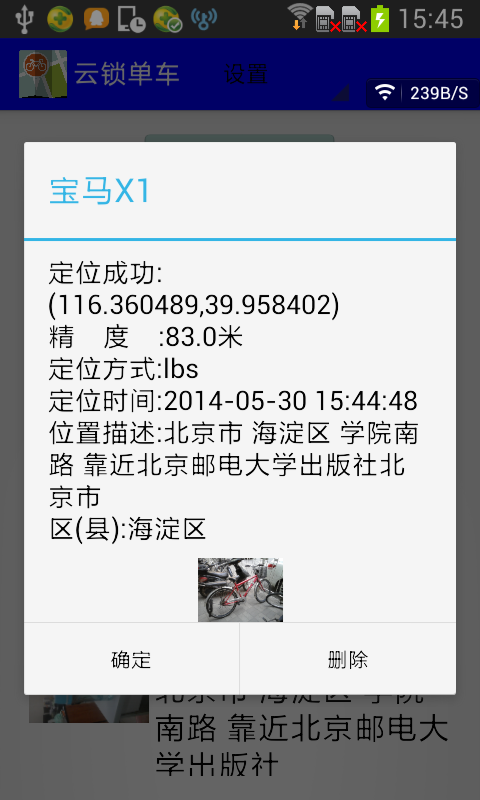 15:45
云锁单车 设置
239B/S
宝马X1
定位成功:
(116.360489,39.958402)
精 度 :83.0米
定位方式:lbs
定位时间:2014-05-30 15:44:48
位置描述:北京市 海淀区 学院南
路 靠近北京邮电大学出版社北
京市
区(县):海淀区
确定 删除
北京市 海淀区 学院
南路 靠近北京邮电大
学出版社